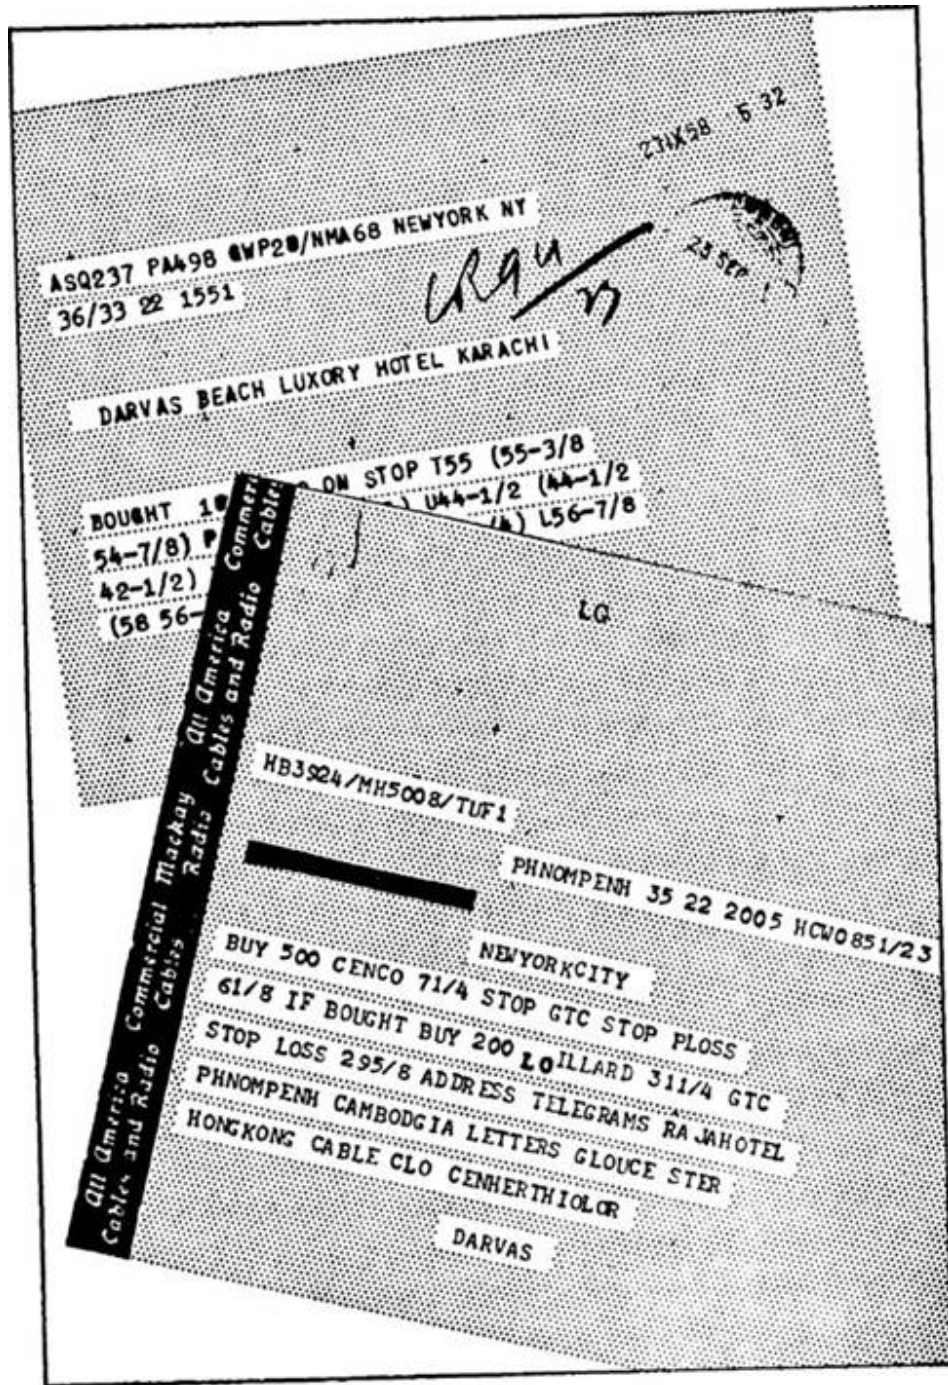 23IX58 5 32
ASQ237 PA498 GWP20/NMA68 NEWYORK NY
36/33 22 1551
23 SEP
DARVAS BEACH LUXORY HOTEL KARACHI
BOUGHT ON STOP T55 (55-3/8
54-7/8) P U44-1/2 (44-1/2
42-1/2) L56-7/8
(58 56-
All America Commercial Mackay All America Commerci
Cables and Radio Cables Radio Cables and Radio Cables
LG
HB3S24/MH5008/TUF1
PHNOMPENH 35 22 2005 HCW0851/23
NEWYORKCITY
BUY 500 CENCO 71/4 STOP GTC STOP PLOSS
61/8 IF BOUGHT BUY 200 LOILLARD 311/4 GTC
STOP LOSS 295/8 ADDRESS TELEGRAMS RAJAHOTEL
PHNOMPENH CAMBODGIA LETTERS GLOUCE STER
HONGKONG CABLE CLO CENHERTHIOLOR
DARVAS